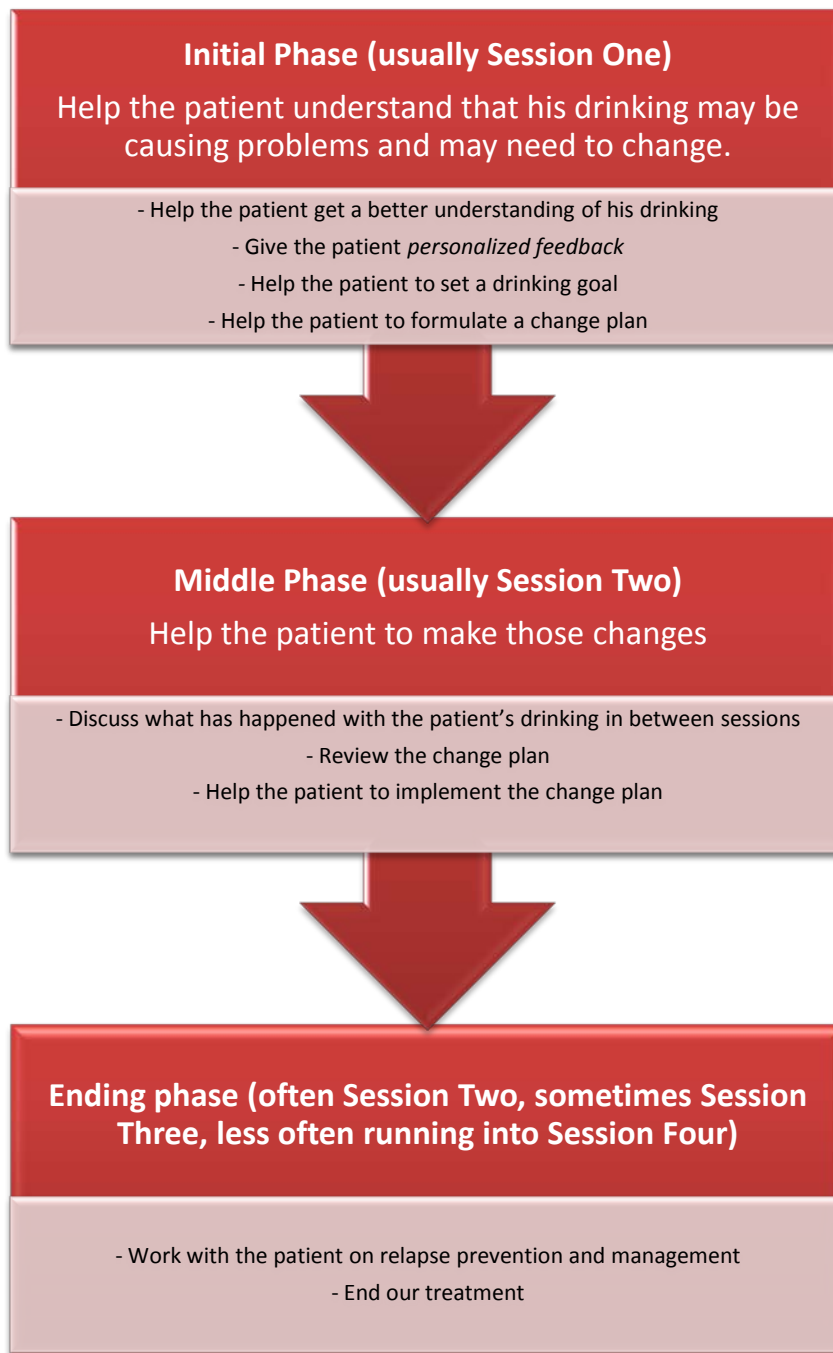 Initial Phase (usually Session One)
Help the patient understand that his drinking may be
causing problems and may need to change.
- Help the patient get a better understanding of his drinking
- Give the patient personalized feedback
- Help the patient to set a drinking goal
- Help the patient to formulate a change plan
Middle Phase (usually Session Two)
Help the patient to make those changes
- Discuss what has happened with the patient’s drinking in between sessions
- Review the change plan
- Help the patient to implement the change plan
Ending phase (often Session Two, sometimes Session
Three, less often running into Session Four)
- Work with the patient on relapse prevention and management
- End our treatment